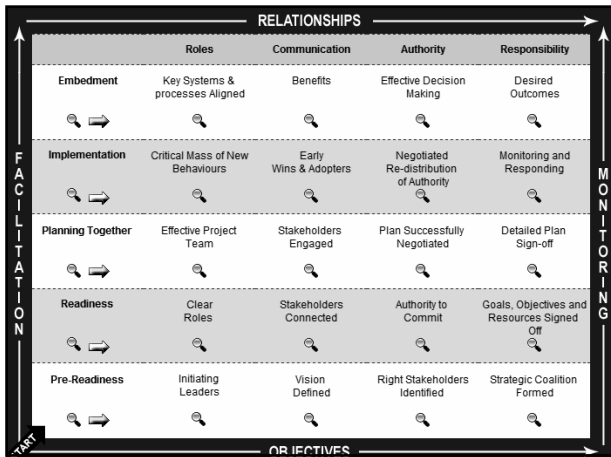 RELATIONSHIPS
Roles Communication Authority Responsibility
Embedment Key Systems & Benefits Effective Decision Desired
processes Aligned Making Outcomes
Implementation Critical Mass of New Early Negotiated Monitoring and
Behaviours Wins & Adopters Re-distribution Responding
of Authority
Planning Together Effective Project Stakeholders Plan Successfully Detailed Plan
Team Engaged Negotiated Sign-off
Readiness Clear Stakeholders Authority to Goals, Objectives and
Roles Connected Commit Resources Signed
Off
Pre-Readiness Initiating Vision Right Stakeholders Strategic Coalition
Leaders Defined Identified Formed
FACILITATION
MONITORING
START
OBJECTIVES